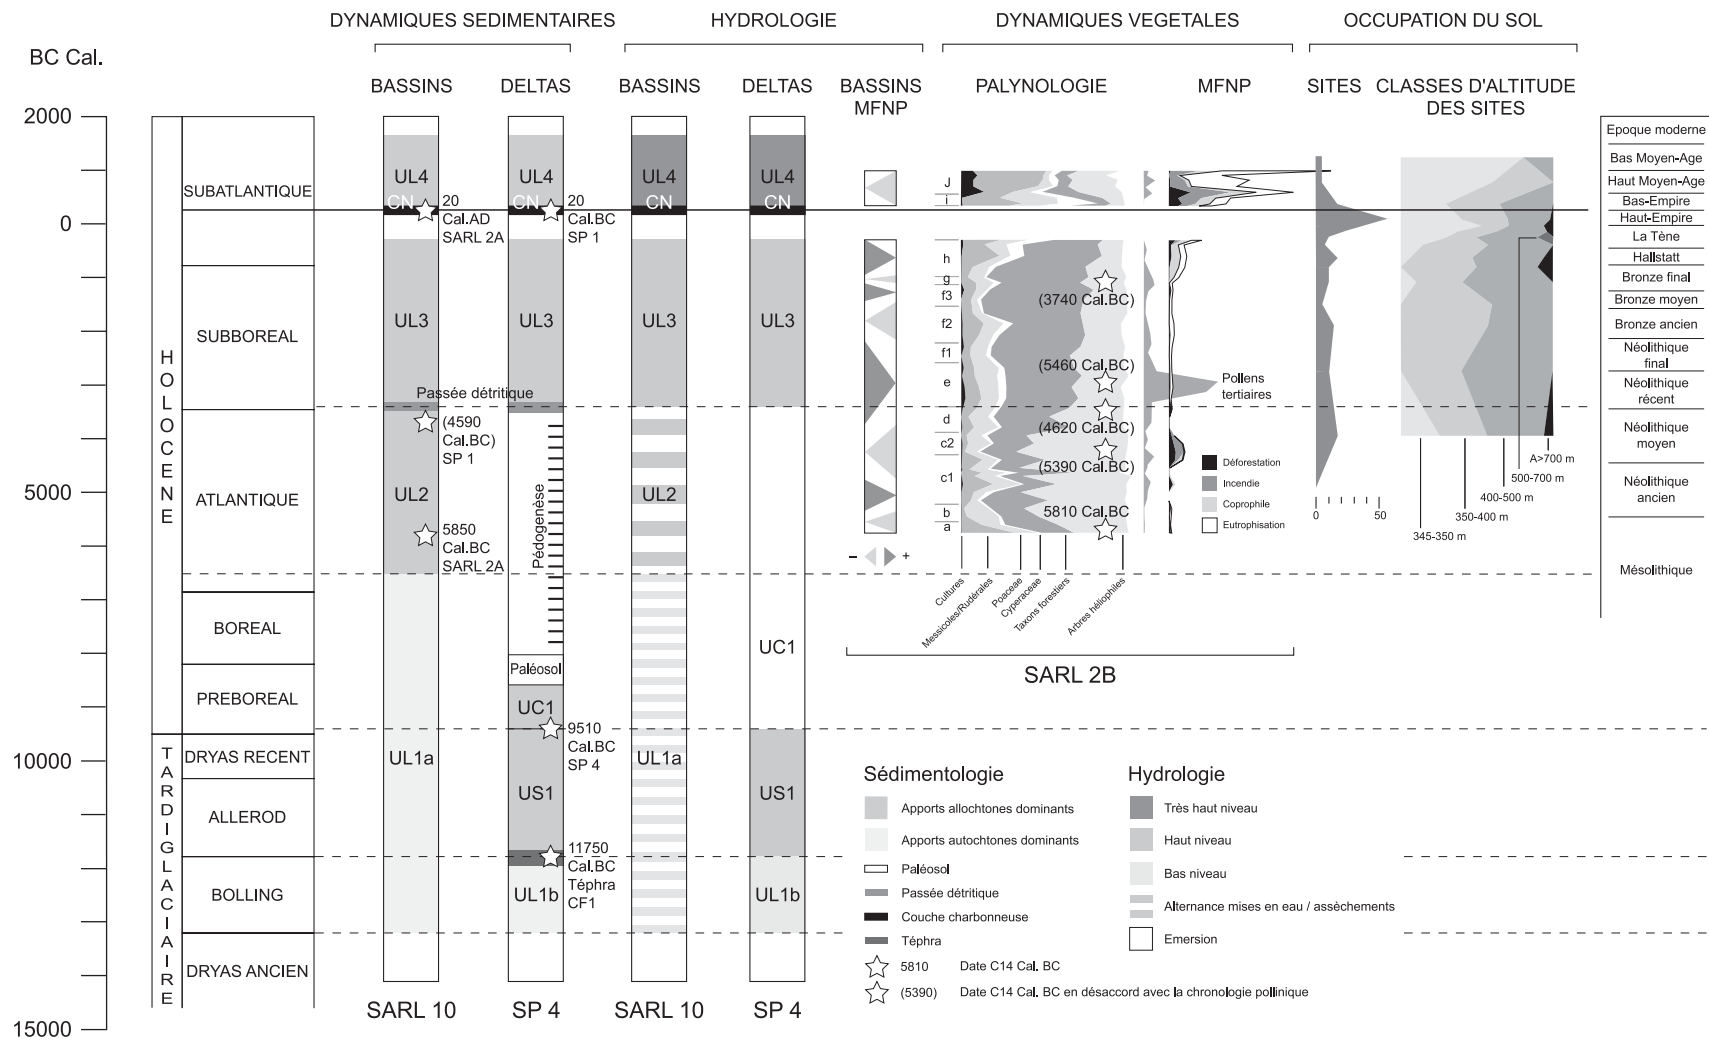 DYNAMIQUES SEDIMENTAIRES
HYDROLOGIE
DYNAMIQUES VEGETALES
OCCUPATION DU SOL
BC Cal.
BASSINS
DELTAS
BASSINS
DELTAS
BASSINS
MFNP
PALYNOLOGIE
MFNP
SITES
CLASSES D'ALTITUDE
DES SITES
2000
0
5000
10000
15000
HOLOCENE
TARDIGLACIAIRE
SUBATLANTIQUE
SUBBOREAL
ATLANTIQUE
BOREAL
PREBOREAL
DRYAS RECENT
ALLEROD
BOLLING
DRYAS ANCIEN
UL4
CN
20
Cal.AD
SARL 2A
UL3
Passée détritique
(4590
Cal.BC)
SP 1
UL2
5850
Cal.BC
SARL 2A
UL1a
SARL 10
UL4
CN
20
Cal.BC
SP 1
UL3
Pédogenèse
Paléosol
UC1
9510
Cal.BC
SP 4
US1
11750
Cal.BC
Téphra
CF1
UL1b
SP 4
UL4
CN
UL3
UL2
UL1a
SARL 10
UL4
CN
UL3
UC1
US1
UL1b
SP 4
− +
J
i
h
g
f3
f2
f1
e
d
c2
c1
b
a
(3740 Cal.BC)
(5460 Cal.BC)
(4620 Cal.BC)
(5390 Cal.BC)
5810 Cal.BC
Cultures
Messicoles/Rudérales
Poaceae
Cyperaceae
Taxons forestiers
Arbres héliophiles
Pollens
tertiaires
Déforestation
Incendie
Coprophile
Eutrophisation
SARL 2B
0 50
345-350 m
350-400 m
400-500 m
500-700 m
A>700 m
Epoque moderne
Bas Moyen-Age
Haut Moyen-Age
Bas-Empire
Haut-Empire
La Tène
Hallstatt
Bronze final
Bronze moyen
Bronze ancien
Néolithique
final
Néolithique
récent
Néolithique
moyen
Néolithique
ancien
Mésolithique
Sédimentologie
Apports allochtones dominants
Apports autochtones dominants
Paléosol
Passée détritique
Couche charbonneuse
Téphra
5810 Date C14 Cal. BC
(5390) Date C14 Cal. BC en désaccord avec la chronologie pollinique
Hydrologie
Très haut niveau
Haut niveau
Bas niveau
Alternance mises en eau / assèchements
Emersion